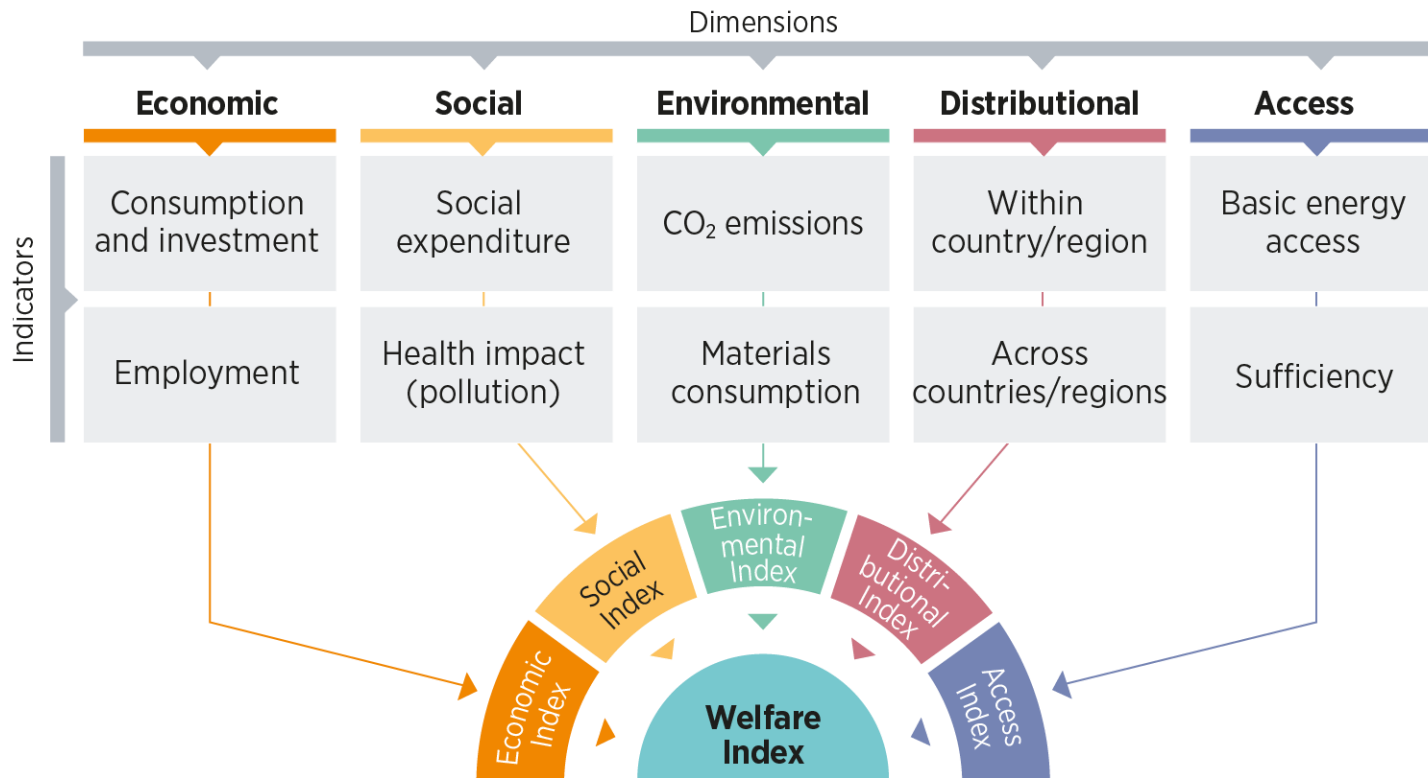 Dimensions
Economic
Social
Environmental
Distributional
Access
Indicators
Consumption
and investment
Social
expenditure
CO₂ emissions
Within
country/region
Basic energy
access
Employment
Health impact
(pollution)
Materials
consumption
Across
countries/regions
Sufficiency
Economic
Index
Social
Index
Environ-
mental
Index
Distri-
butional
Index
Access
Index
Welfare
Index